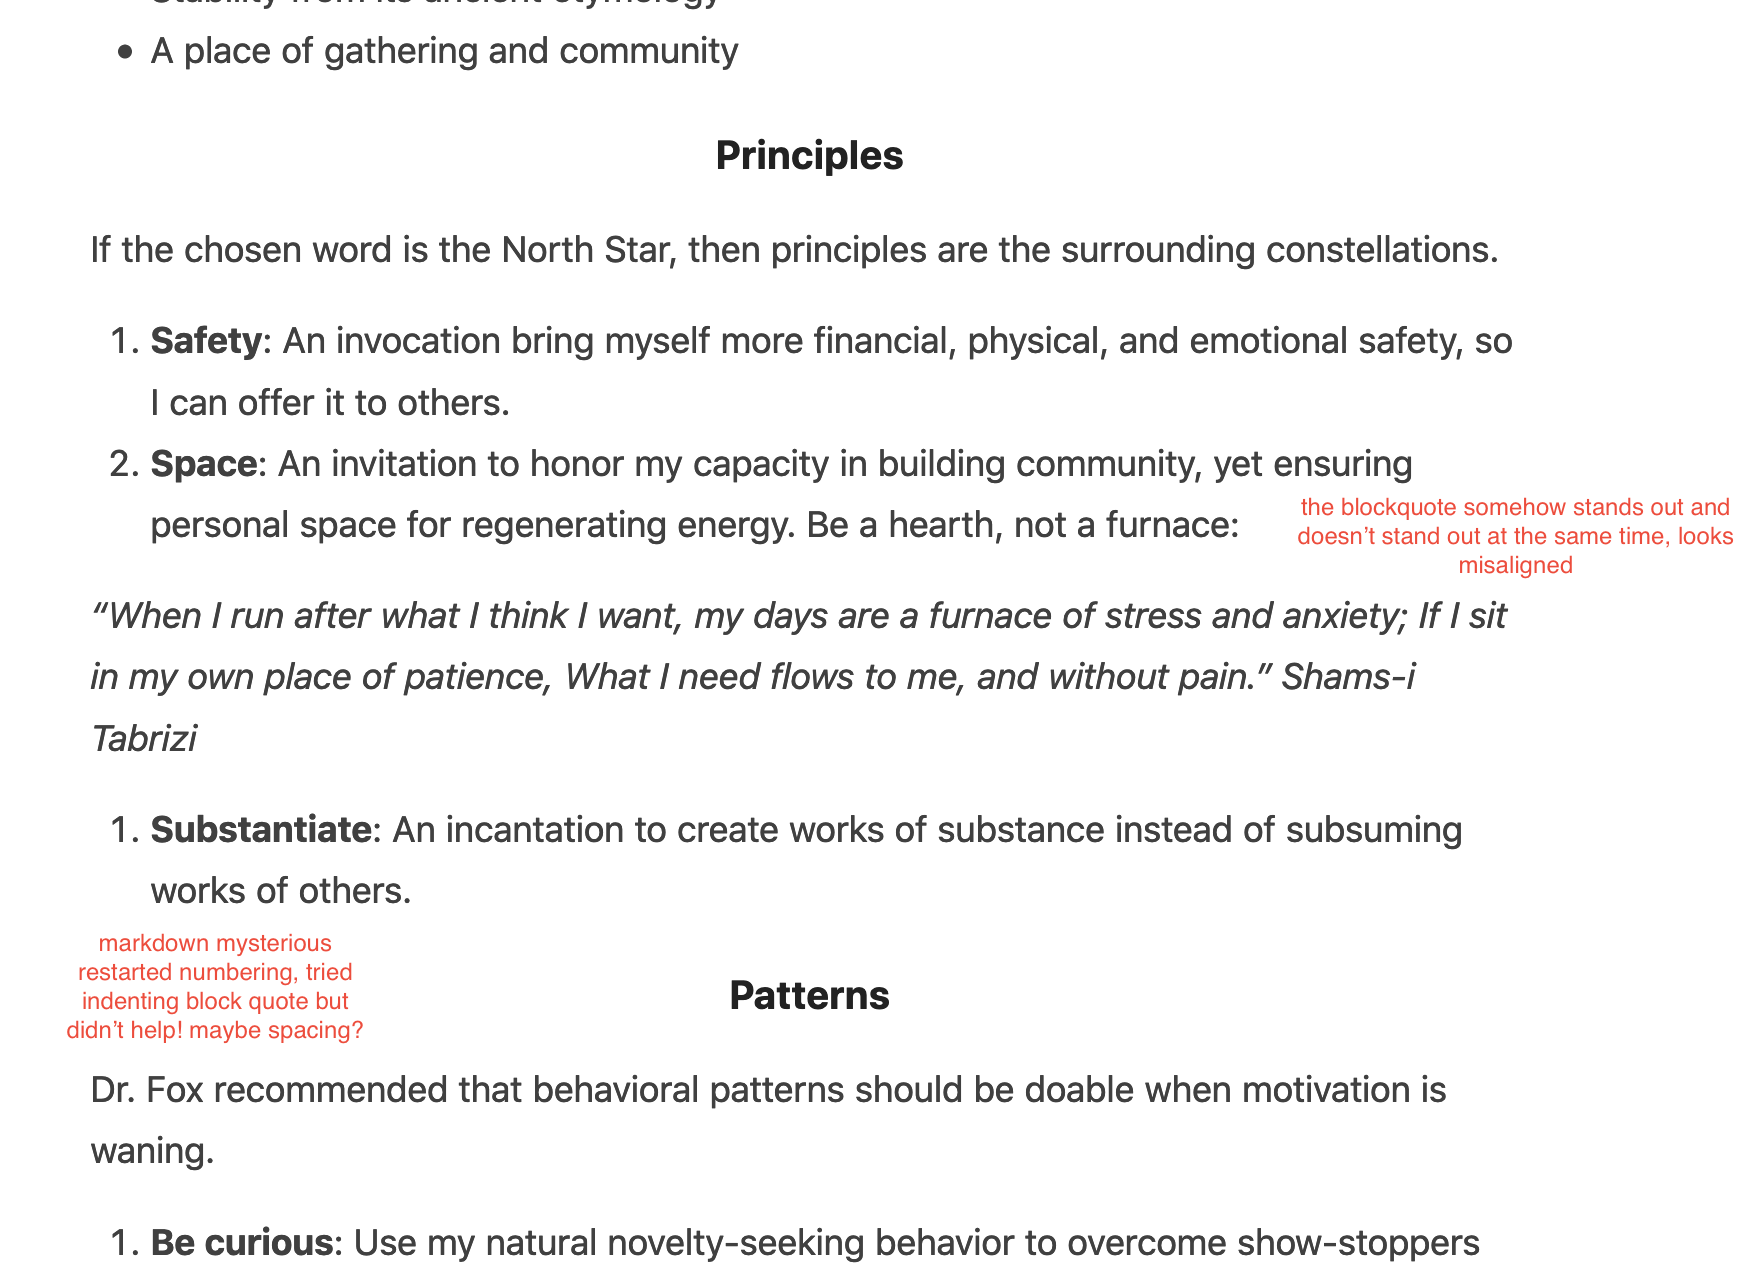 Stability from its ancient etymology
• A place of gathering and community
Principles
If the chosen word is the North Star, then principles are the surrounding constellations.
1. Safety: An invocation bring myself more financial, physical, and emotional safety, so
I can offer it to others.
2. Space: An invitation to honor my capacity in building community, yet ensuring
personal space for regenerating energy. Be a hearth, not a furnace:
the blockquote somehow stands out and
doesn’t stand out at the same time, looks
misaligned
“When I run after what I think I want, my days are a furnace of stress and anxiety; If I sit
in my own place of patience, What I need flows to me, and without pain.” Shams-i
Tabrizi
1. Substantiate: An incantation to create works of substance instead of subsuming
works of others.
markdown mysterious
restarted numbering, tried
indenting block quote but
didn’t help! maybe spacing?
Patterns
Dr. Fox recommended that behavioral patterns should be doable when motivation is
waning.
1. Be curious: Use my natural novelty-seeking behavior to overcome show-stoppers